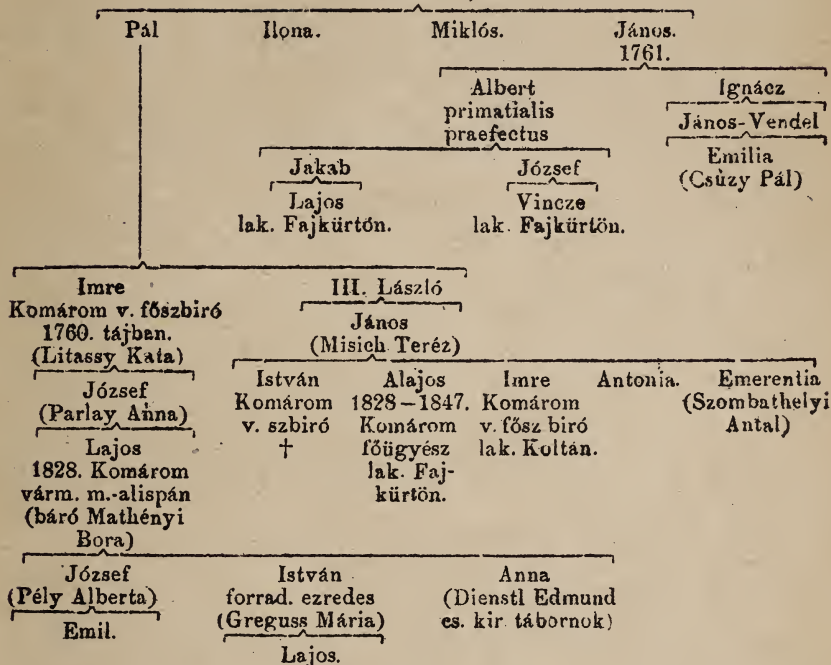 Pál Ilona. Miklós. János.
1761.
Albert Ignácz
primatialis
praefectus János-Vendel
Jakab József Emilia
(Csùzy Pál)
Lajos Vincze
lak. Fajkürtön. lak. Fajkürtön.
Imre III. László
Komárom v. főszbiró
1760. tájban. János
(Litassy Kata) (Misich Teréz)
József István Alajos Imre Antonia. Emerentia
(Parlay Anna) Komárom 1828–1847. Komárom (Szombathelyi
v. szbiró Komárom v. fősz biró Antal)
Lajos † főügyész lak. Koltán.
1828. Komárom lak. Faj-
várm. m.-alispán kürtön.
(báró Mathényi
Bora)
József István Anna
(Pély Alberta) forrad. ezredes (Dienstl Edmund
(Greguss Mária) cs. kir. tábornok)
Emil.
Lajos.